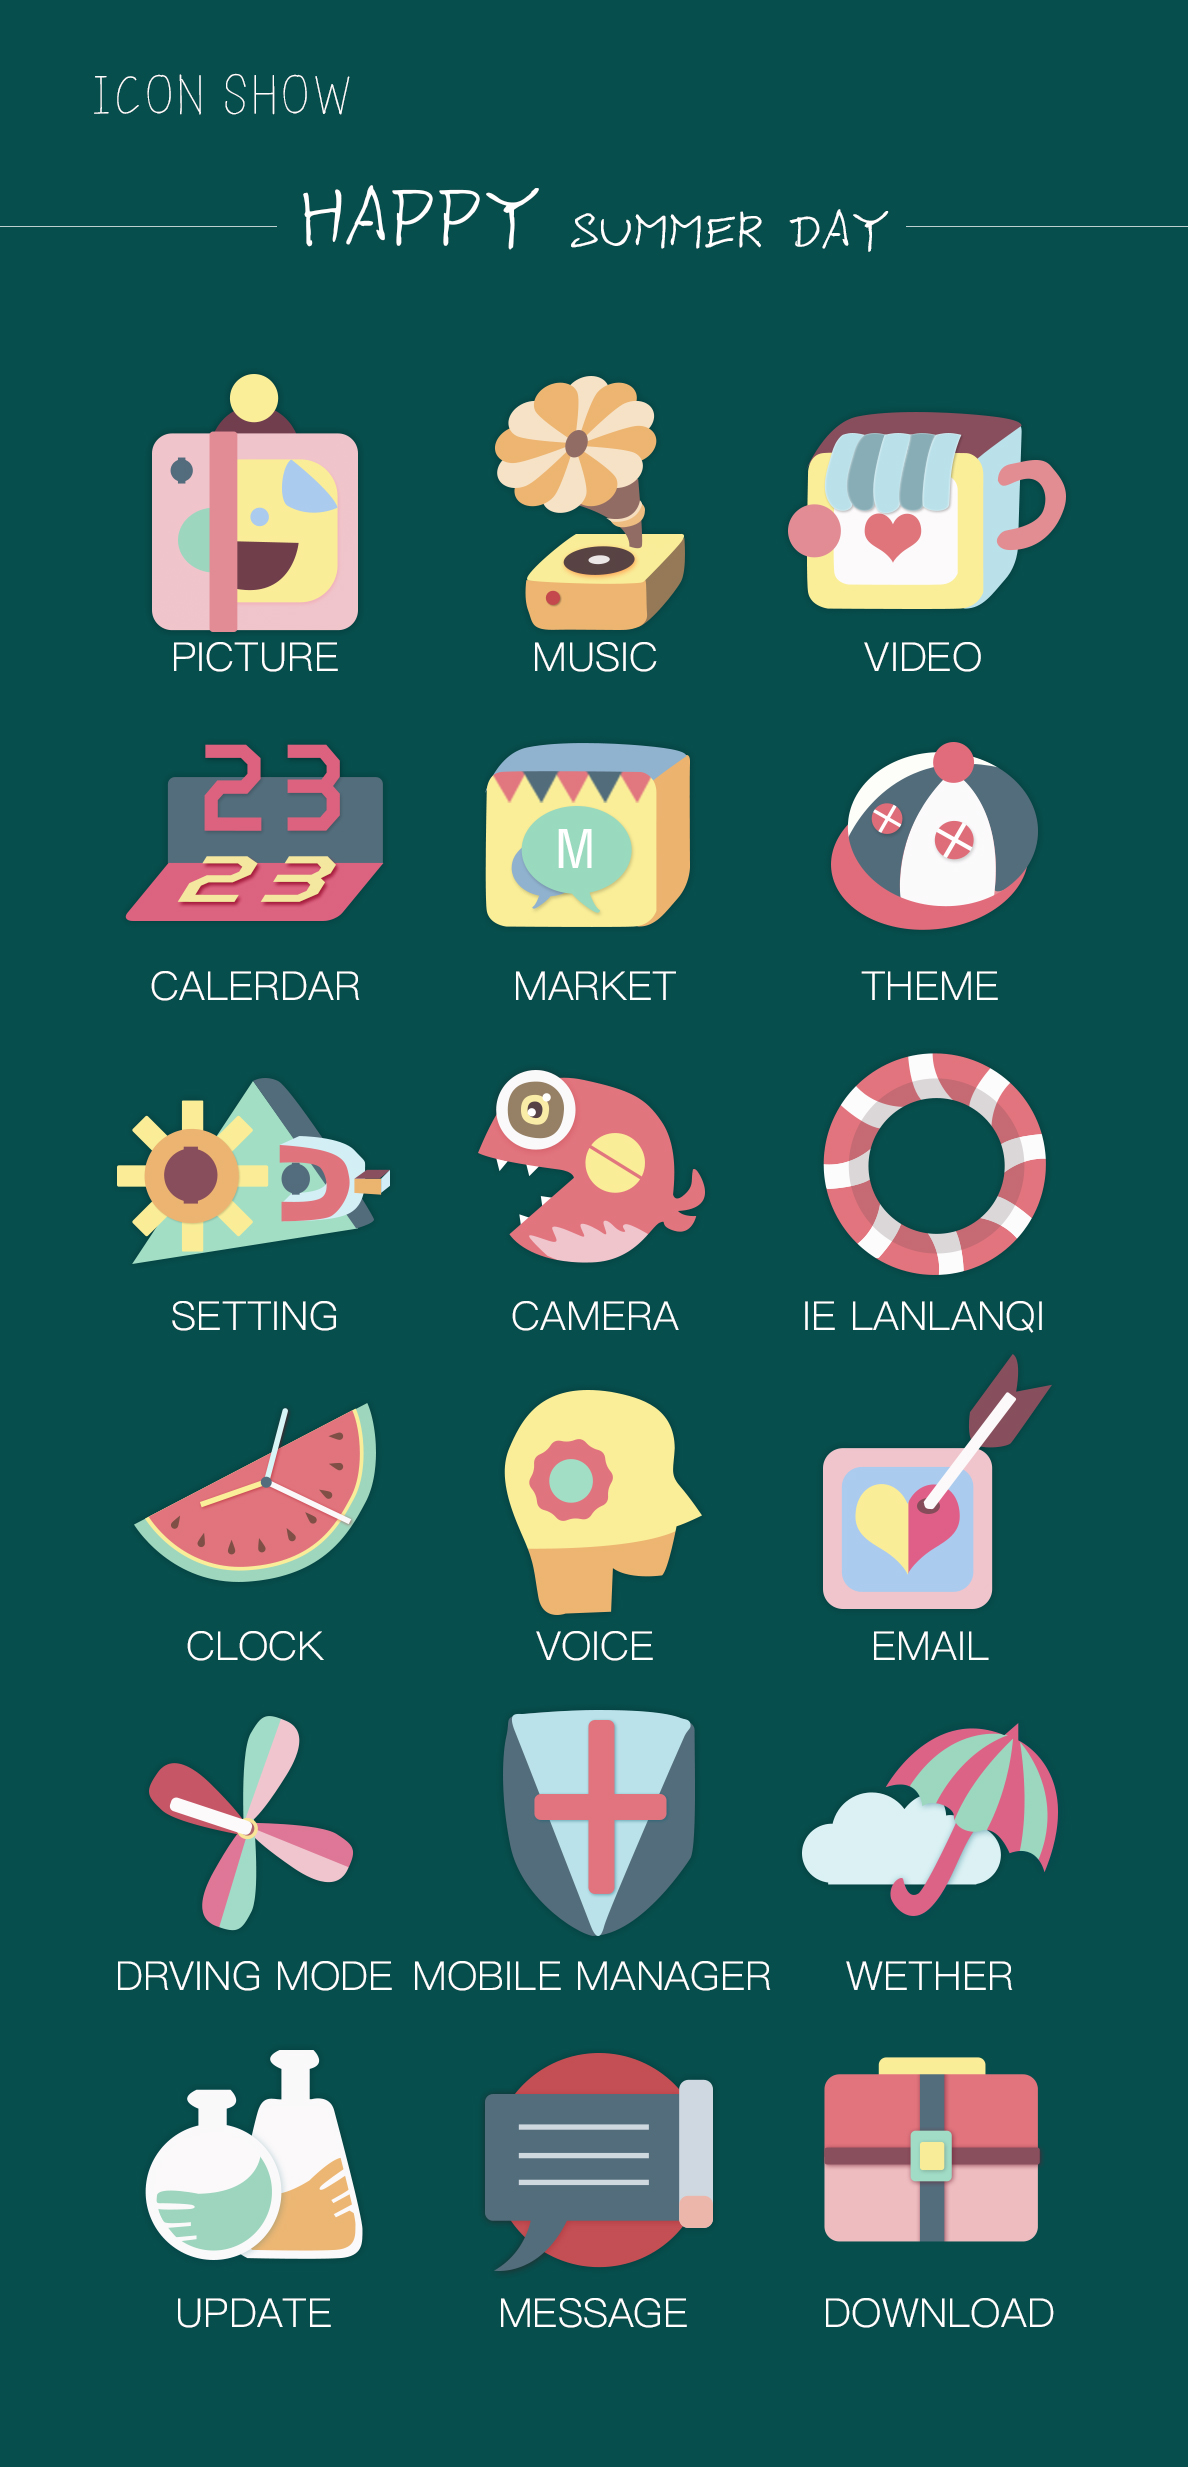 ICON SHOW
HAPPY SUMMER DAY
PICTURE
MUSIC
VIDEO
23
23
M
CALERDAR
MARKET
THEME
SETTING
CAMERA
IE LANLANQI
CLOCK
VOICE
EMAIL
DRVING MODE
MOBILE MANAGER
WETHER
UPDATE
MESSAGE
DOWNLOAD